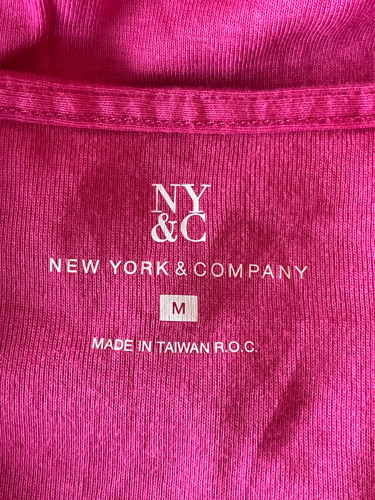 NY
&C
NEW YORK & COMPANY
M
MADE IN TAIWAN R.O.C.